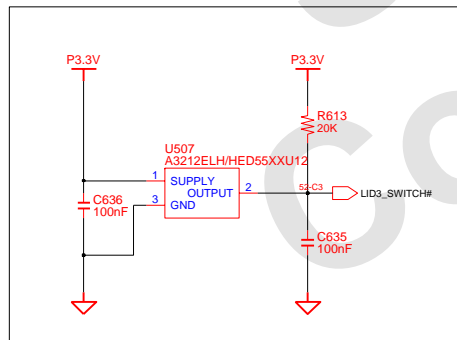 P3.3V
P3.3V
R613
20K
U507
A3212ELH/HED55XXU12
1
SUPPLY
OUTPUT
2
52-C3
LID3_SWITCH#
3
GND
C636
100nF
C635
100nF